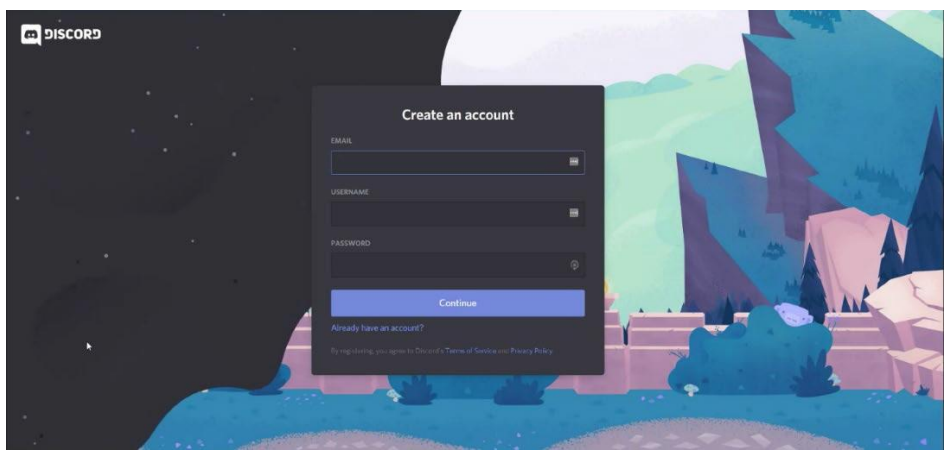 DISCORD
Create an account
EMAIL
USERNAME
PASSWORD
Continue
Already have an account?
By registering, you agree to Discord's Terms of Service and Privacy Policy.